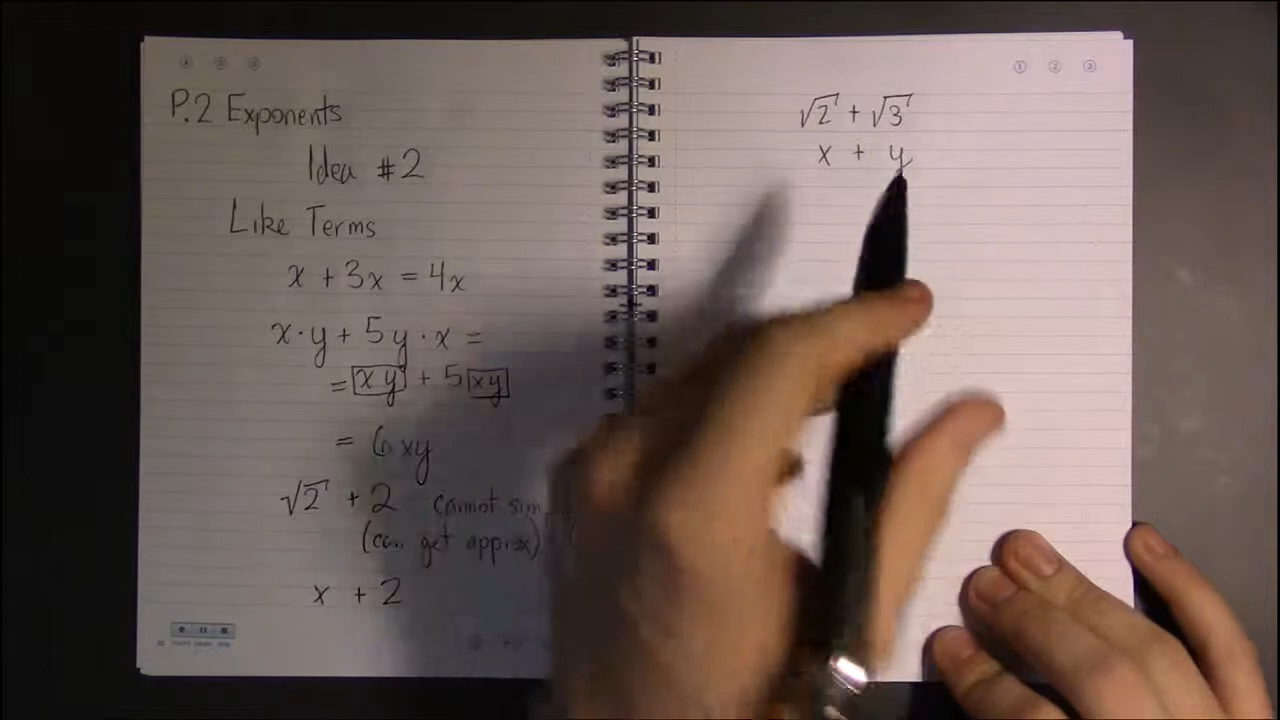 P.2 Exponents
Idea #2
Like Terms
x + 3x = 4x
x·y + 5y·x =
= xy + 5xy
= 6xy
√2 + 2 cannot
get approx)
x + 2
√2 + √3
x + y